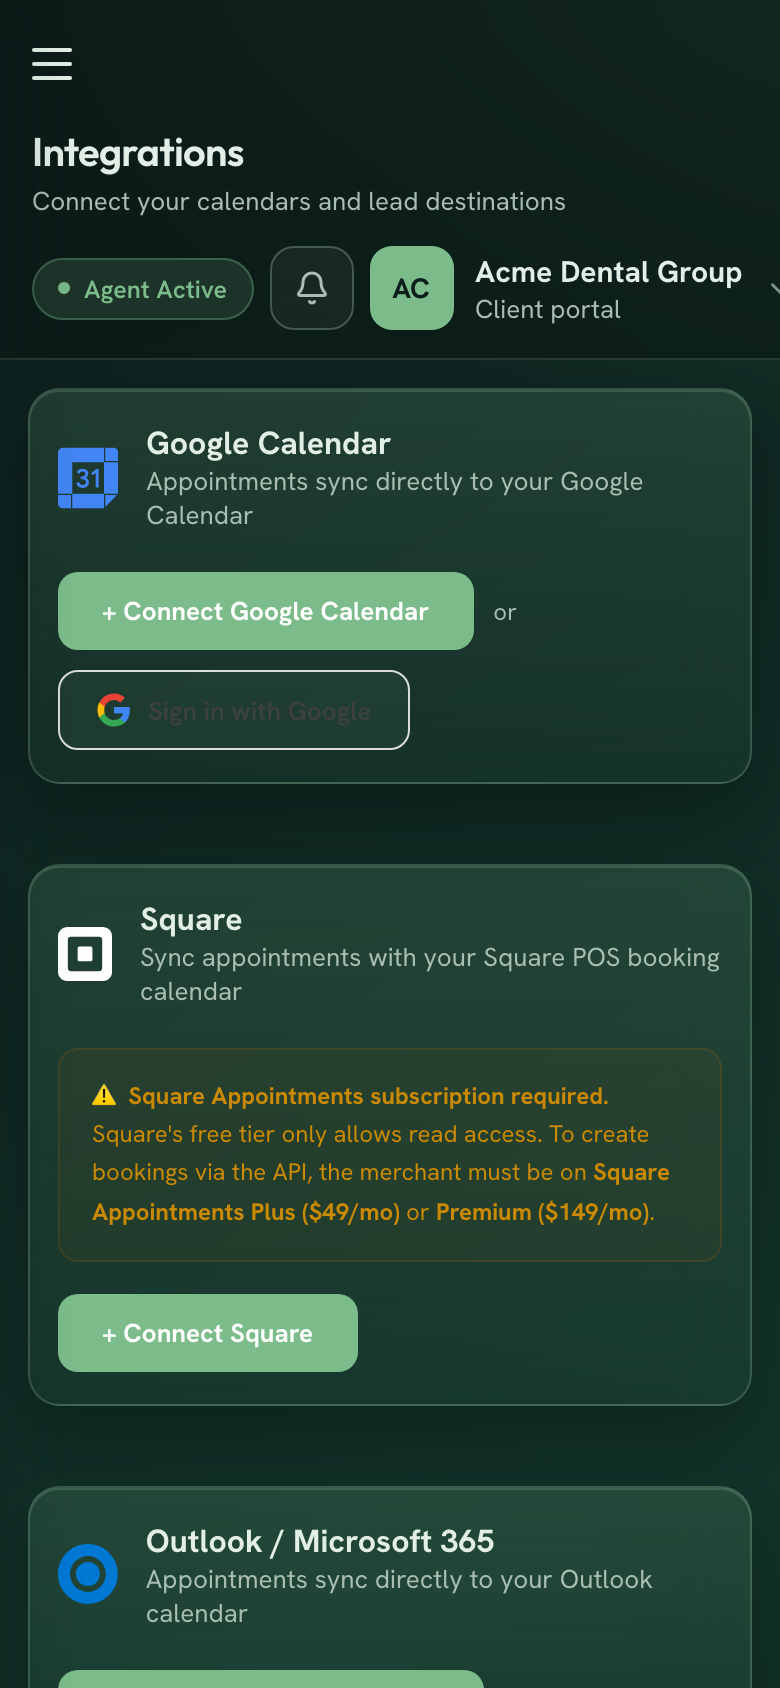 Integrations
Connect your calendars and lead destinations
Agent Active
AC
Acme Dental Group
Client portal
31
Google Calendar
Appointments sync directly to your Google
Calendar
+ Connect Google Calendar
or
Sign in with Google
Square
Sync appointments with your Square POS booking
calendar
⚠️ Square Appointments subscription required.
Square's free tier only allows read access. To create
bookings via the API, the merchant must be on Square
Appointments Plus ($49/mo) or Premium ($149/mo).
+ Connect Square
Outlook / Microsoft 365
Appointments sync directly to your Outlook
calendar